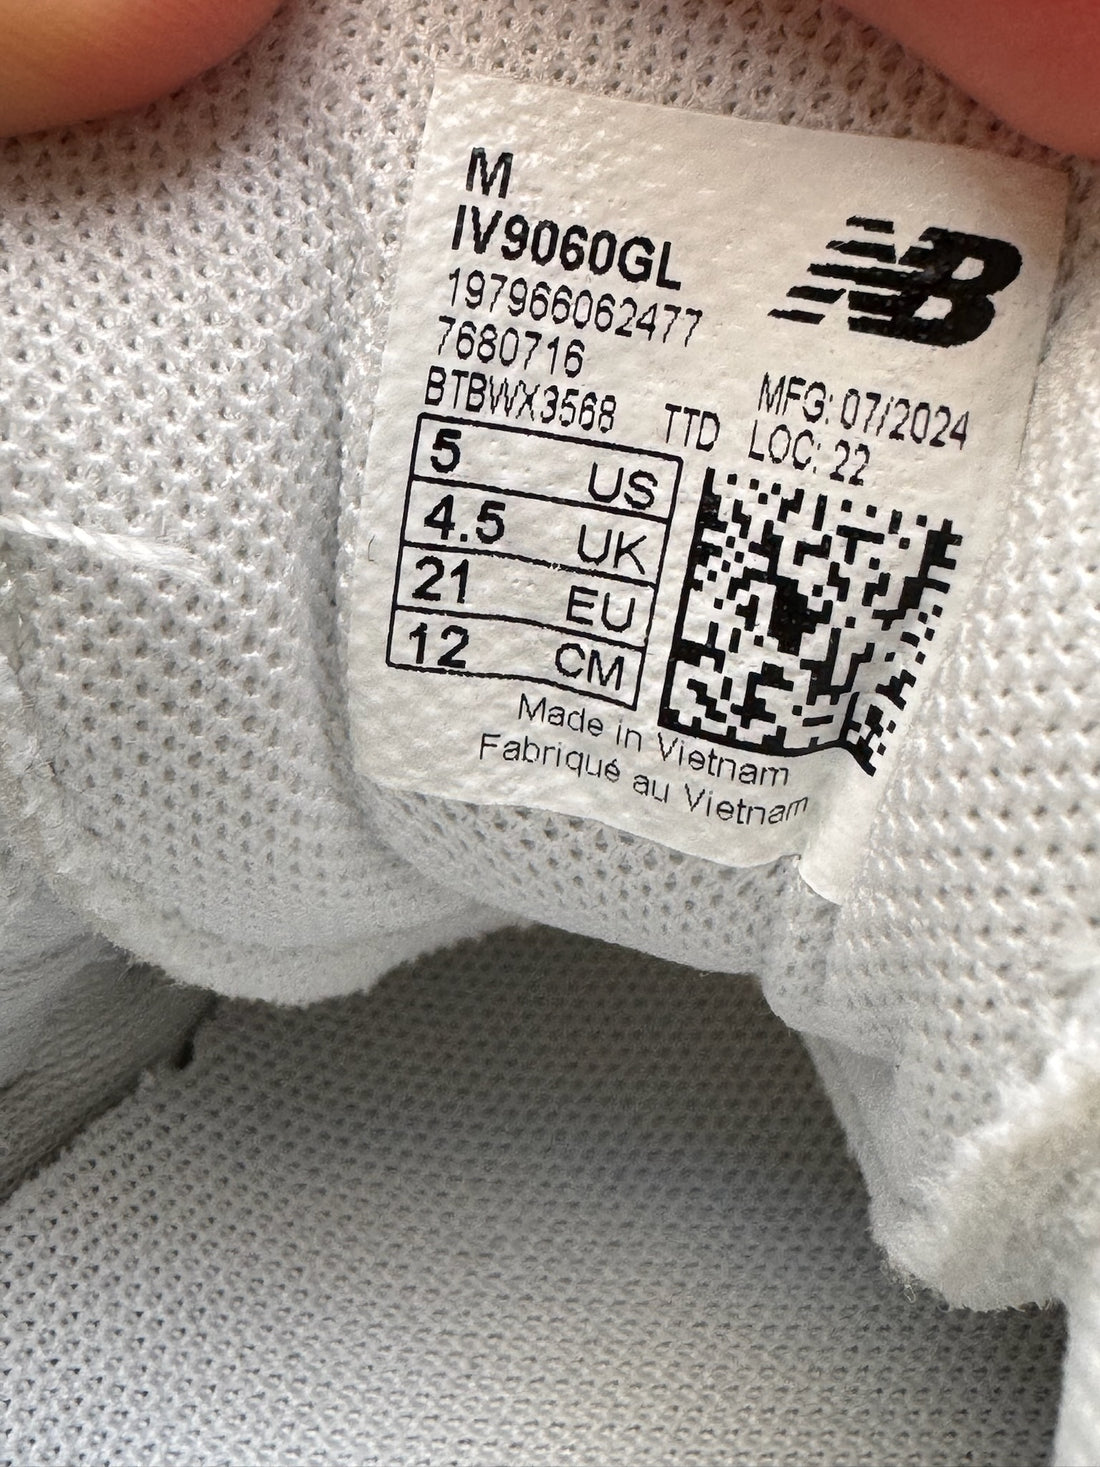 M
IV9060GL
197966062477
7680716
BTBWX3568 TTD
NB
MFG: 07/2024
LOC: 22
5 US
4.5 UK
21 EU
12 CM
Made in Vietnam
Fabriqué au Vietnam